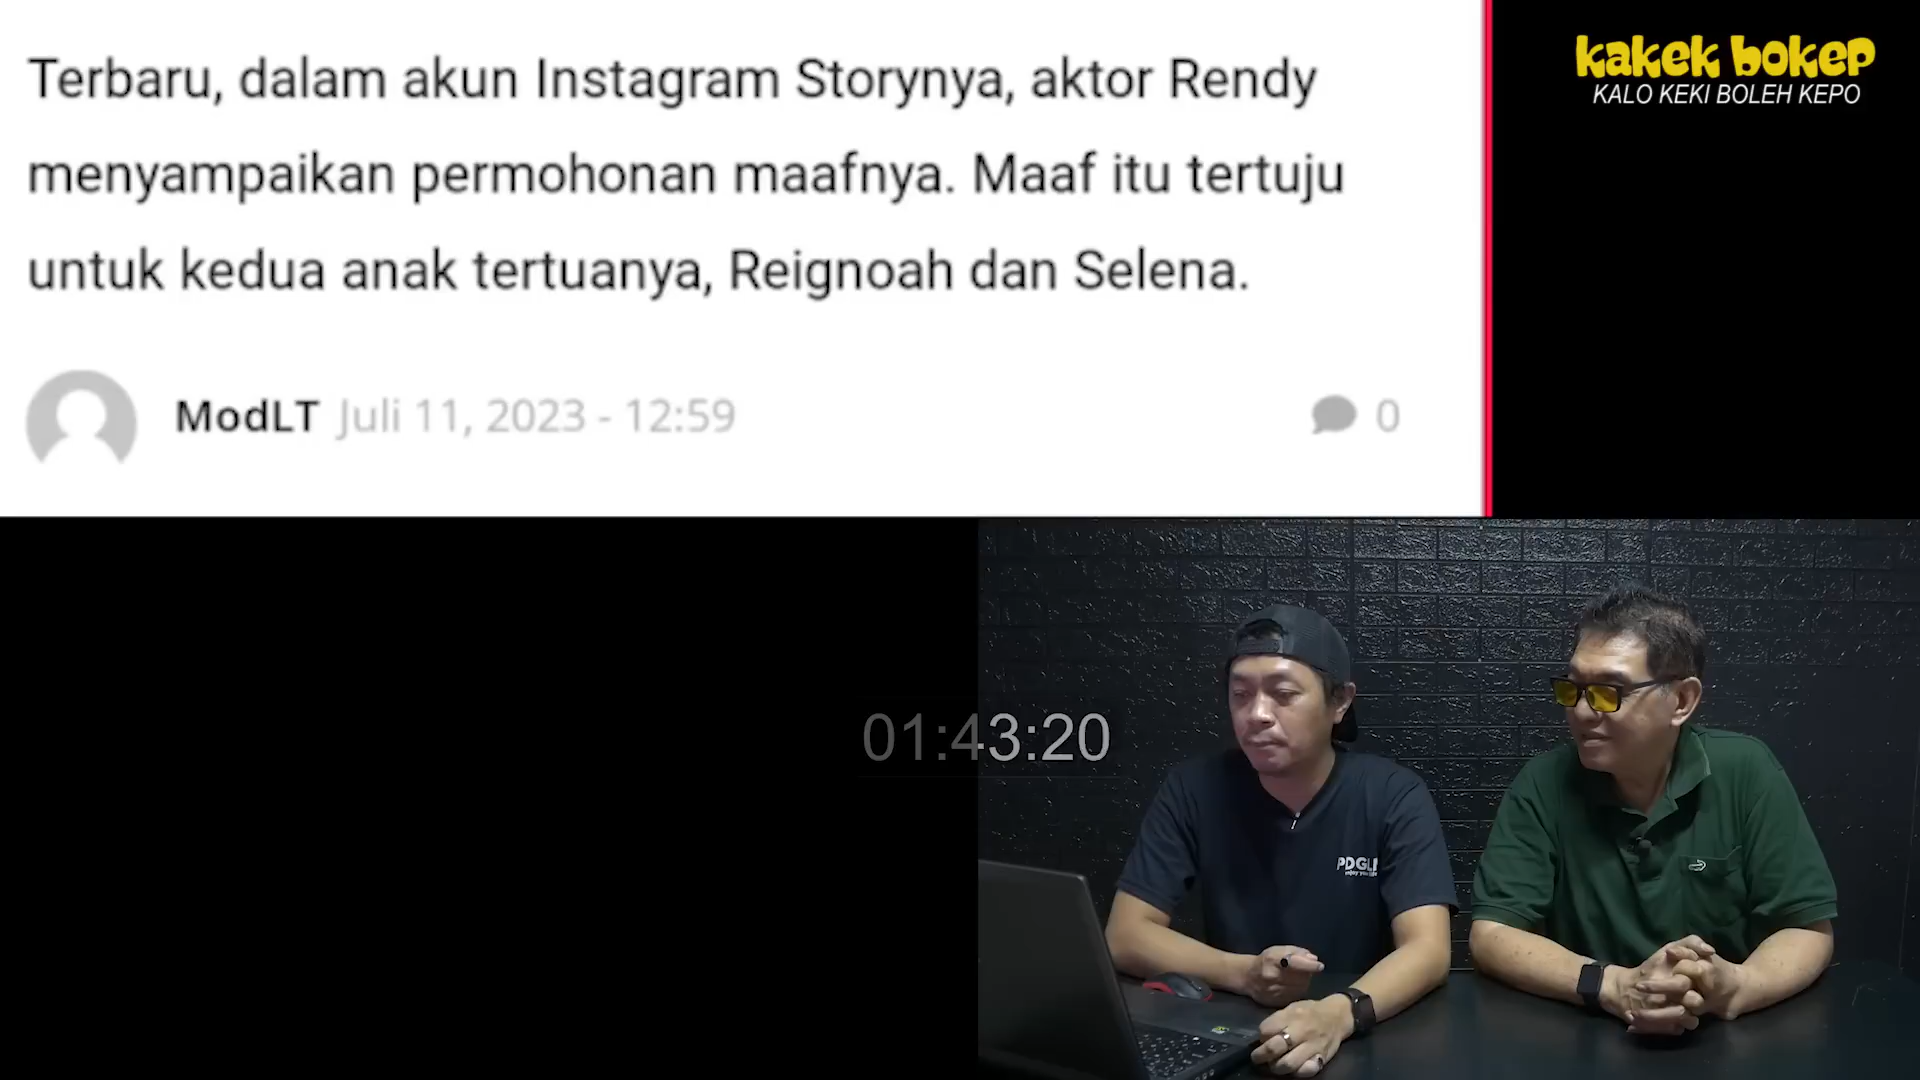 Terbaru, dalam akun Instagram Storynya, aktor Rendy
menyampaikan permohonan maafnya. Maaf itu tertuju
untuk kedua anak tertuanya, Reignoah dan Selena.
ModLT Juli 11, 2023 - 12:59
0
kakek bokep
KALO KEKI BOLEH KEPO
01:43:20